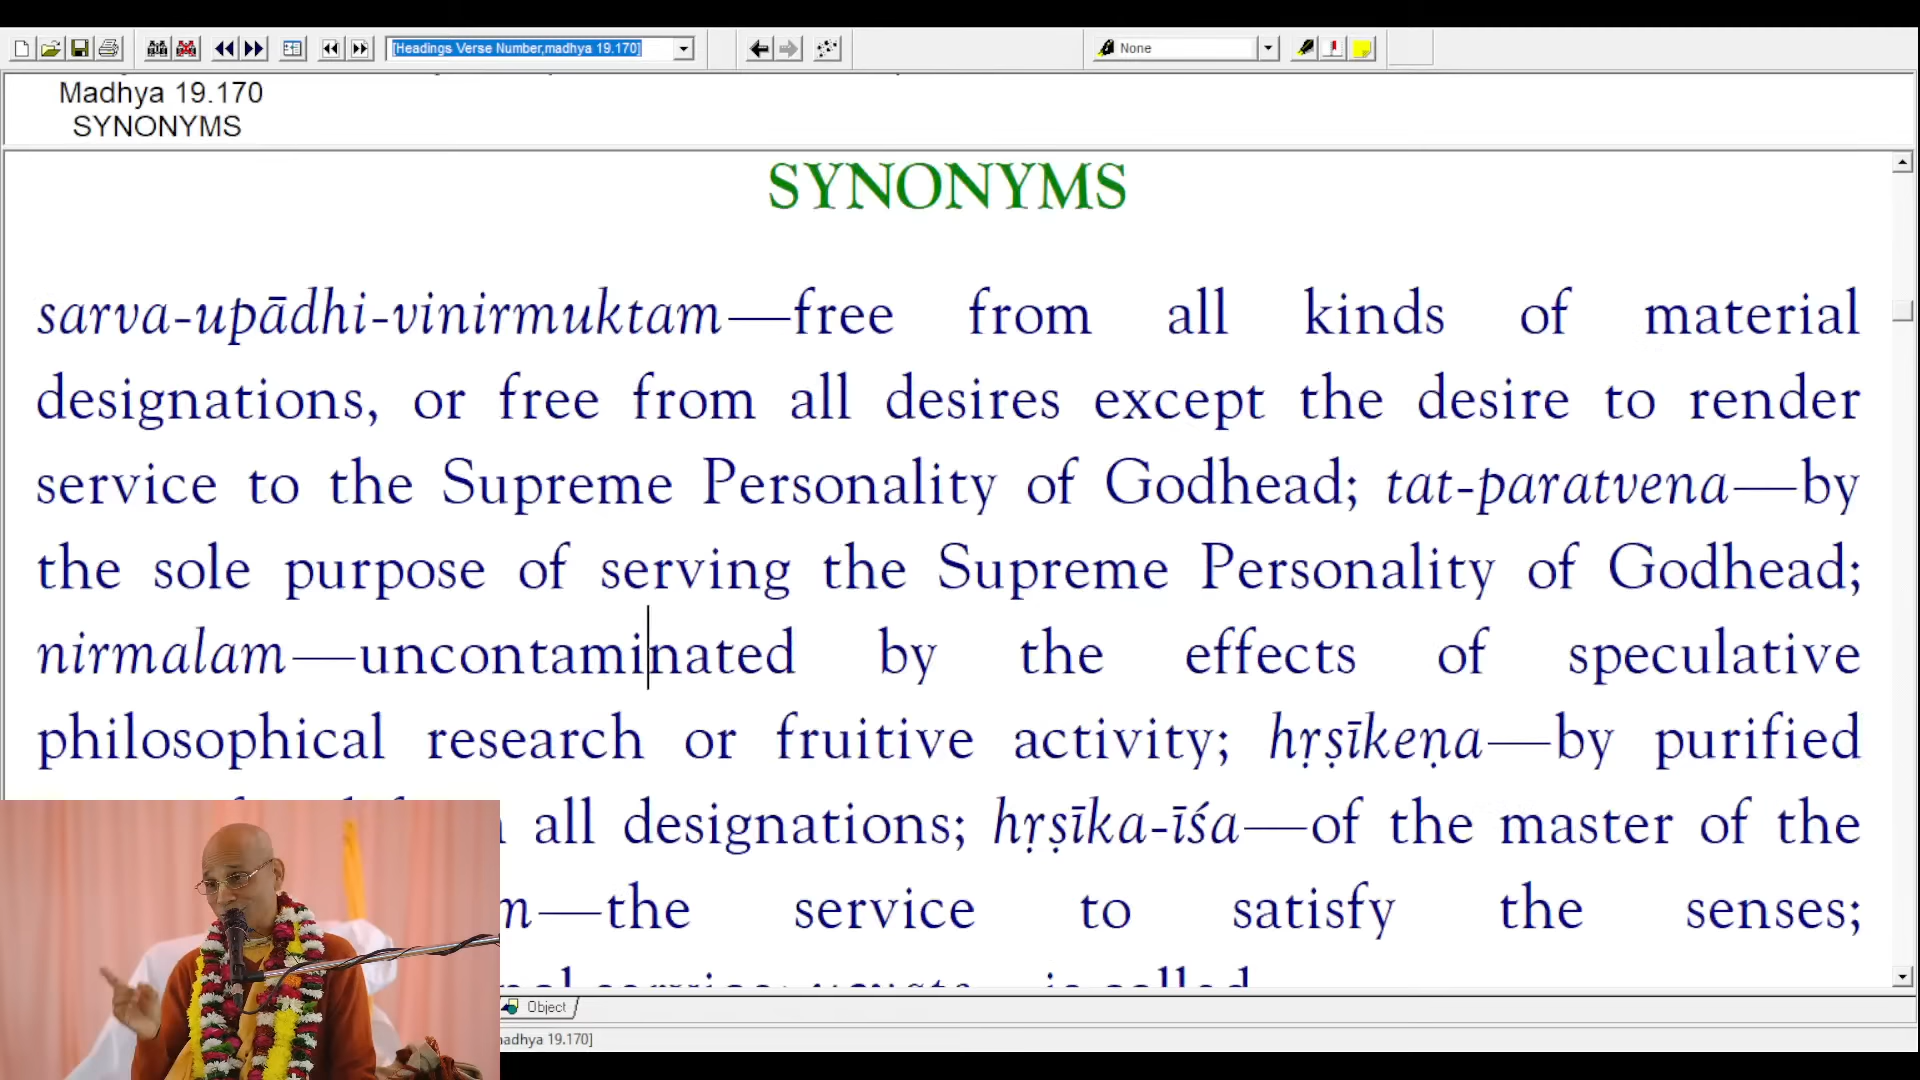 [Headings Verse Number,madhya 19.170]
None
Madhya 19.170
SYNONYMS
SYNONYMS
sarva-upādhi-vinirmuktam—free from all kinds of material
designations, or free from all desires except the desire to render
service to the Supreme Personality of Godhead; tat-paratvena—by
the sole purpose of serving the Supreme Personality of Godhead;
nirmalam—uncontaminated by the effects of speculative
philosophical research or fruitive activity; hṛṣīkeṇa—by purified
all designations; hṛṣīka-īśa—of the master of the
m—the service to satisfy the senses;
is called
Object
madhya 19.170]